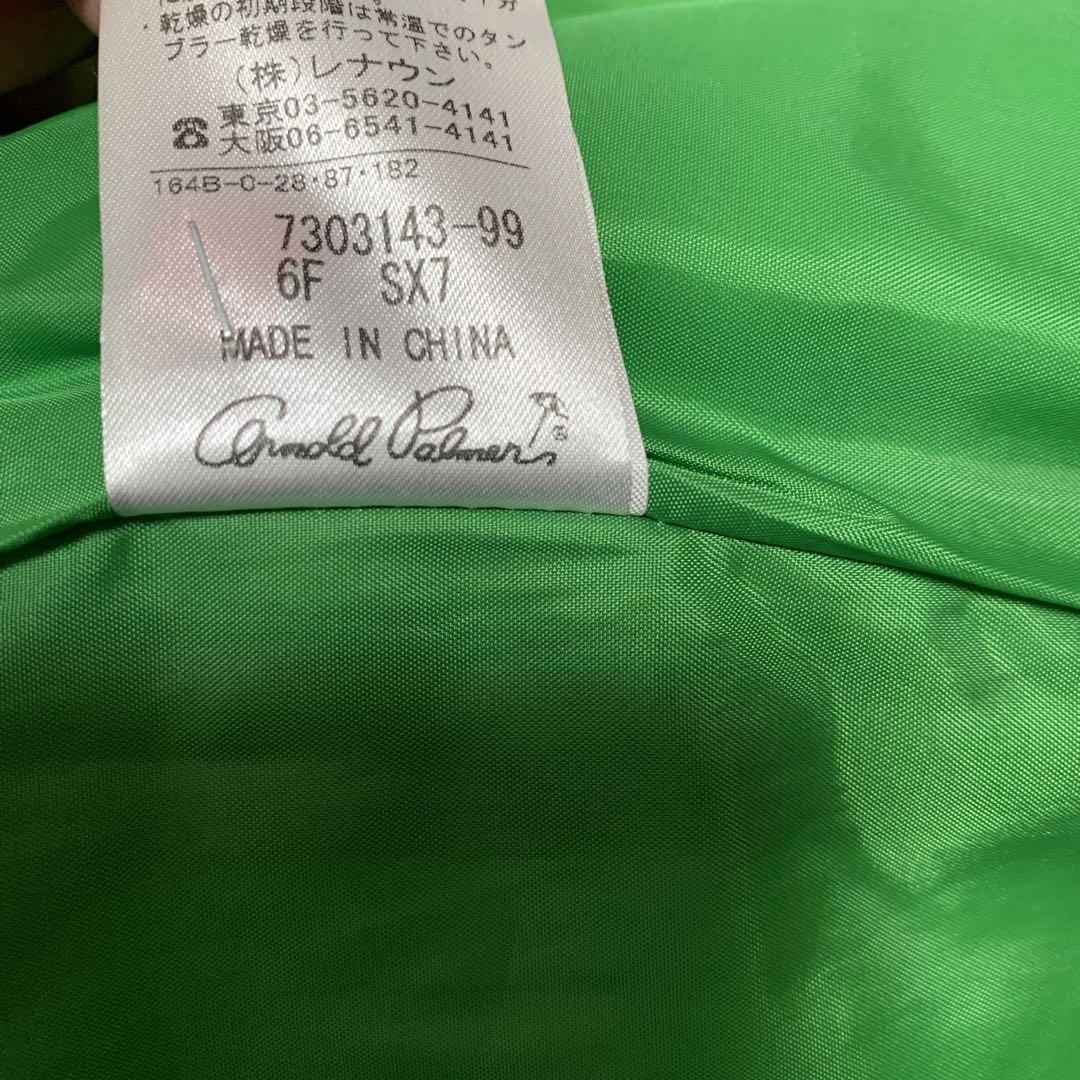 ・乾燥の初期段階は常温でのタン
ブラー乾燥を行って下さい。
(株)レナウン
東京03-5620-4141
☎大阪06-6541-4141
164B-0-28・87・182
7303143-99
6F SX7
MADE IN CHINA
Arnold Palmer